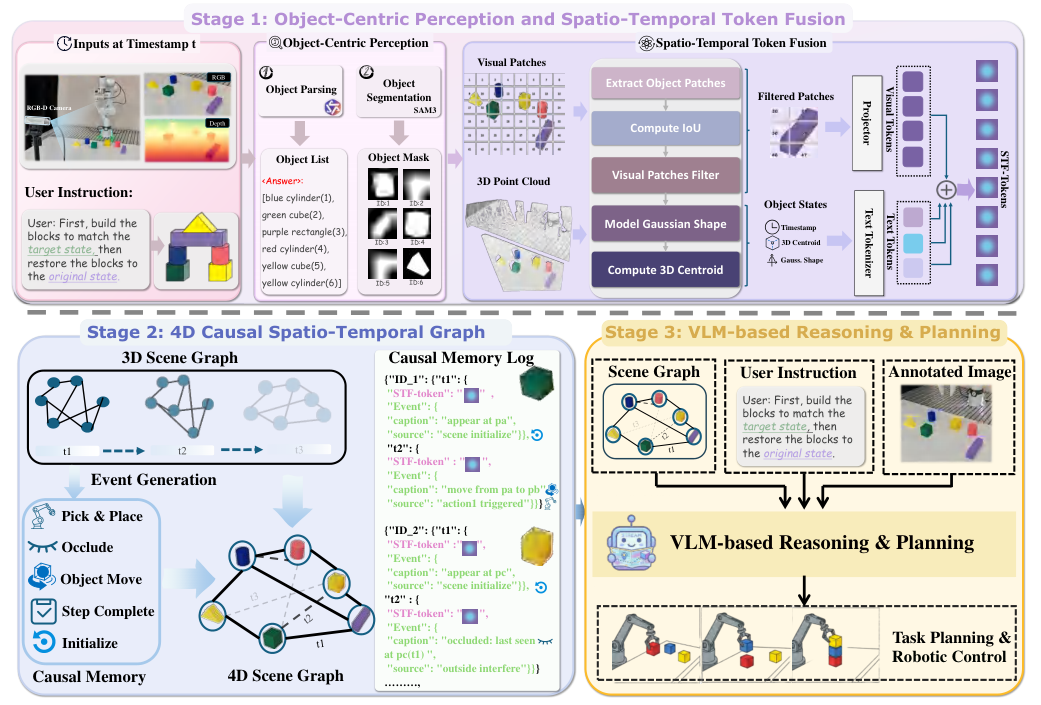 Stage 1: Object-Centric Perception and Spatio-Temporal Token Fusion
Inputs at Timestamp t
RGB-D Camera
RGB
Depth
User Instruction:
User: First, build the
blocks to match the
target state, then
restore the blocks to
the original state.
Object-Centric Perception
1
Object Parsing
2
Object
Segmentation
SAM3
Object List
<Answer>:
[blue cylinder(1),
green cube(2),
purple rectangle(3),
red cylinder(4),
yellow cube(5),
yellow cylinder(6)]
Object Mask
ID:1
ID:2
ID:3
ID:4
ID:5
ID:6
Spatio-Temporal Token Fusion
Visual Patches
3D Point Cloud
Extract Object Patches
Compute IoU
Visual Patches Filter
Model Gaussian Shape
Compute 3D Centroid
Filtered Patches
Object States
Timestamp
3D Centroid
Gauss. Shape
Projector
Text Tokenizer
Visual Tokens
Text Tokens
STF-Tokens
Stage 2: 4D Causal Spatio-Temporal Graph
3D Scene Graph
t1
t2
t3
Event Generation
Pick & Place
Occlude
Object Move
Step Complete
Initialize
Causal Memory
t3
t2
t1
4D Scene Graph
Causal Memory Log
{"ID_1": {"t1": {
"STF-token": " ",
"Event": {
"caption": "appear at pa",
"source": "scene initialize"}},
"t2": {
"STF-token" : " ",
"Event": {
"caption": "move from pa to pb"
"source": "action1 triggered"}}}
{"ID_2": {"t1": {
"STF-token" :" ",
"Event": {
"caption": "appear at pc",
"source": "scene initialize"}},
"t2" : {
"STF-token": " ",
"Event": {
"caption": "occluded: last seen
at pc(t1) ",
"source": "outside interfere"}}}
.........,
Stage 3: VLM-based Reasoning & Planning
Scene Graph
t1
User Instruction
User: First, build the
blocks to match the
target state, then
restore the blocks to
the original state.
Annotated Image
VLM-based Reasoning & Planning
Task Planning &
Robotic Control